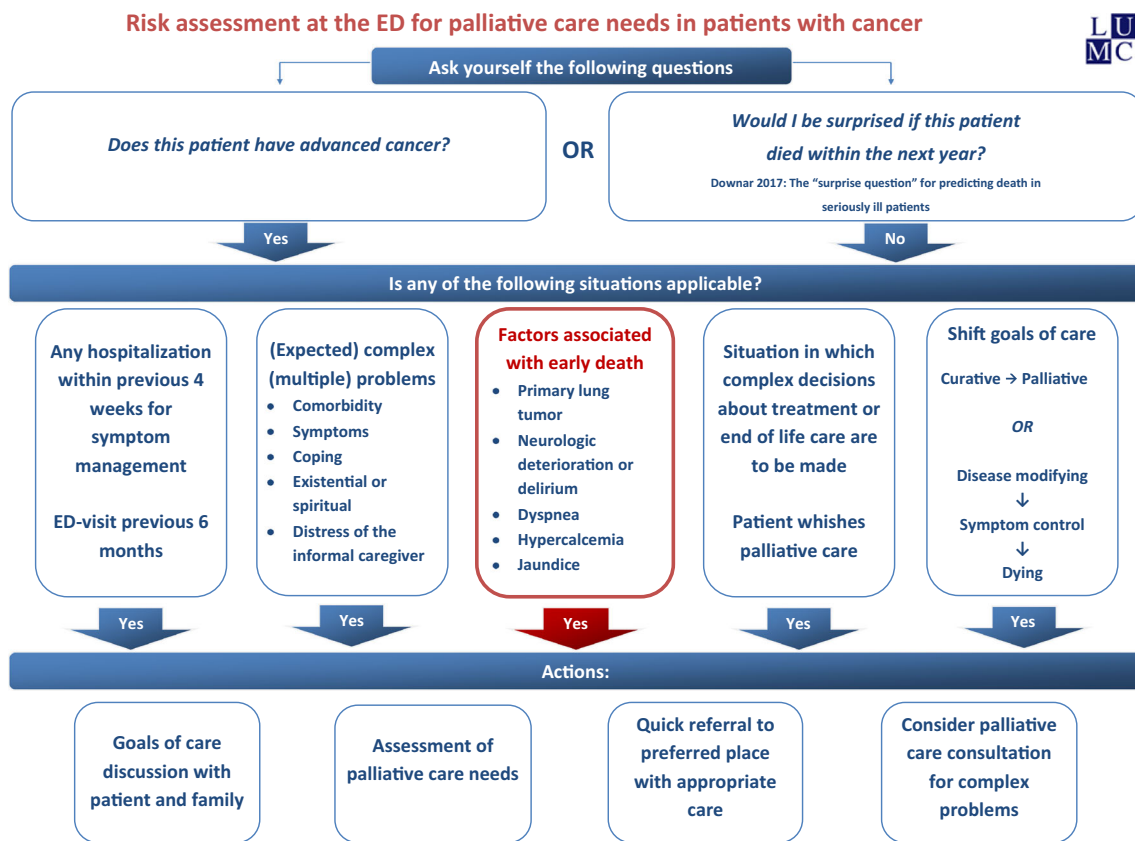 Risk assessment at the ED for palliative care needs in patients with cancer
L U
M C
Ask yourself the following questions
Does this patient have advanced cancer?
OR
Would I be surprised if this patient
died within the next year?
Downar 2017: The “surprise question” for predicting death in
seriously ill patients
Yes
No
Is any of the following situations applicable?
Any hospitalization
within previous 4
weeks for
symptom
management
ED-visit previous 6
months
(Expected) complex
(multiple) problems
• Comorbidity
• Symptoms
• Coping
• Existential or
spiritual
• Distress of the
informal caregiver
Factors associated
with early death
• Primary lung
tumor
• Neurologic
deterioration or
delirium
• Dyspnea
• Hypercalcemia
• Jaundice
Situation in which
complex decisions
about treatment or
end of life care are
to be made
Patient whishes
palliative care
Shift goals of care
Curative → Palliative
OR
Disease modifying
↓
Symptom control
↓
Dying
Yes
Yes
Yes
Yes
Yes
Actions:
Goals of care
discussion with
patient and family
Assessment of
palliative care needs
Quick referral to
preferred place
with appropriate
care
Consider palliative
care consultation
for complex
problems